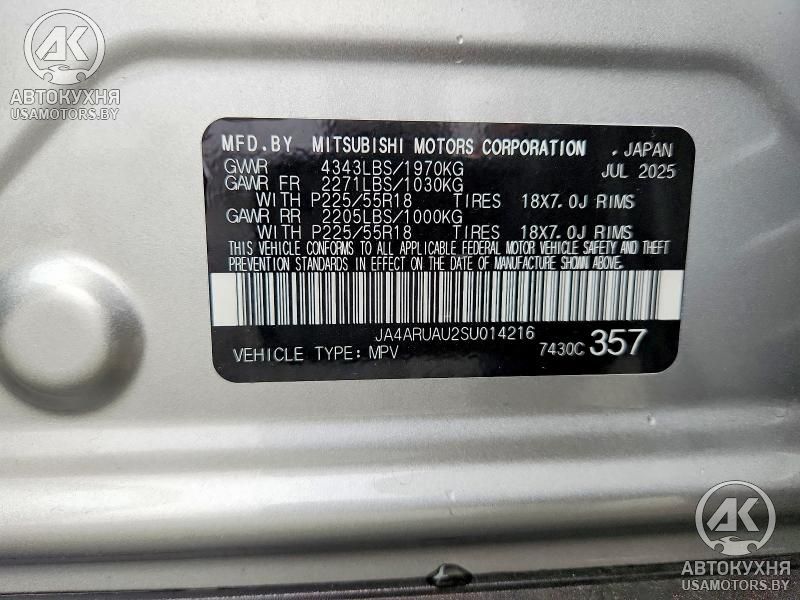 AK
АВТОКУХНЯ
USAMOTORS.BY
MFD.BY MITSUBISHI MOTORS CORPORATION . JAPAN
GVWR 4343LBS/1970KG JUL 2025
GAWR FR 2271LBS/1030KG
WITH P225/55R18 TIRES 18X7.0J RIMS
GAWR RR 2205LBS/1000KG
WITH P225/55R18 TIRES 18X7.0J RIMS
THIS VEHICLE CONFORMS TO ALL APPLICABLE FEDERAL MOTOR VEHICLE SAFETY AND THEFT
PREVENTION STANDARDS IN EFFECT ON THE DATE OF MANUFACTURE SHOWN ABOVE.
JA4ARUAU2SU014216
VEHICLE TYPE:MPV 7430C 357
AK
АВТОКУХНЯ
USAMOTORS.BY